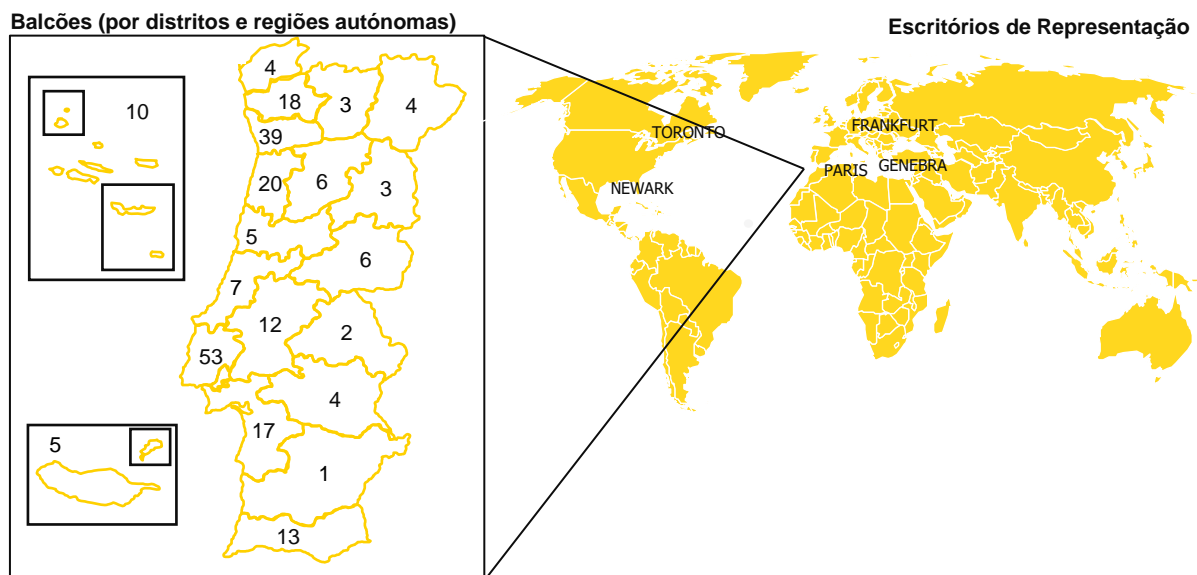 Balcões (por distritos e regiões autónomas)
Escritórios de Representação
4
10
18
3
4
39
20
6
3
5
6
7
12
2
53
4
17
5
1
13
TORONTO
FRANKFURT
PARIS
GENEBRA
NEWARK